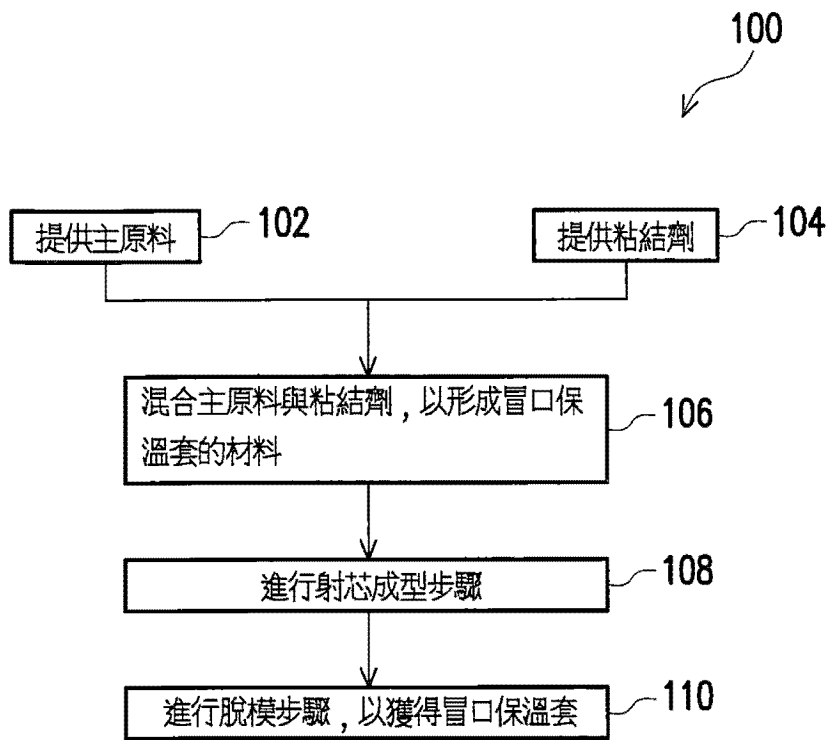 100
提供主原料
102
提供粘結劑
104
混合主原料與粘結劑,以形成冒口保
溫套的材料
106
進行射芯成型步驟
108
進行脫模步驟,以獲得冒口保溫套
110